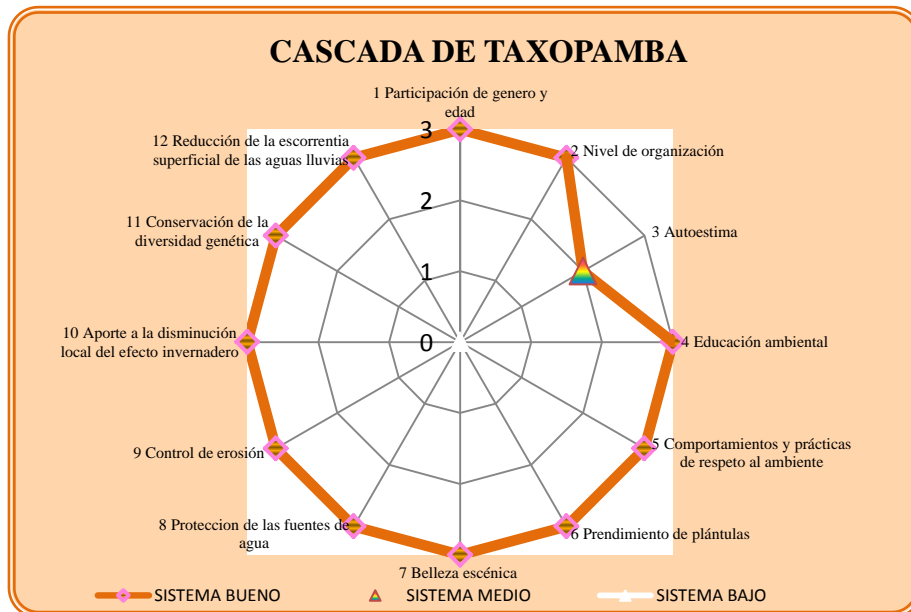 CASCADA DE TAXOPAMBA
1 Participación de genero y
edad
2 Nivel de organización
3 Autoestima
4 Educación ambiental
5 Comportamientos y prácticas
de respeto al ambiente
6 Prendimiento de plántulas
7 Belleza escénica
8 Proteccion de las fuentes de
agua
9 Control de erosión
10 Aporte a la disminución
local del efecto invernadero
11 Conservación de la
diversidad genética
12 Reducción de la escorrentia
superficial de las aguas lluvias
3
2
1
0
SISTEMA BUENO
SISTEMA MEDIO
SISTEMA BAJO